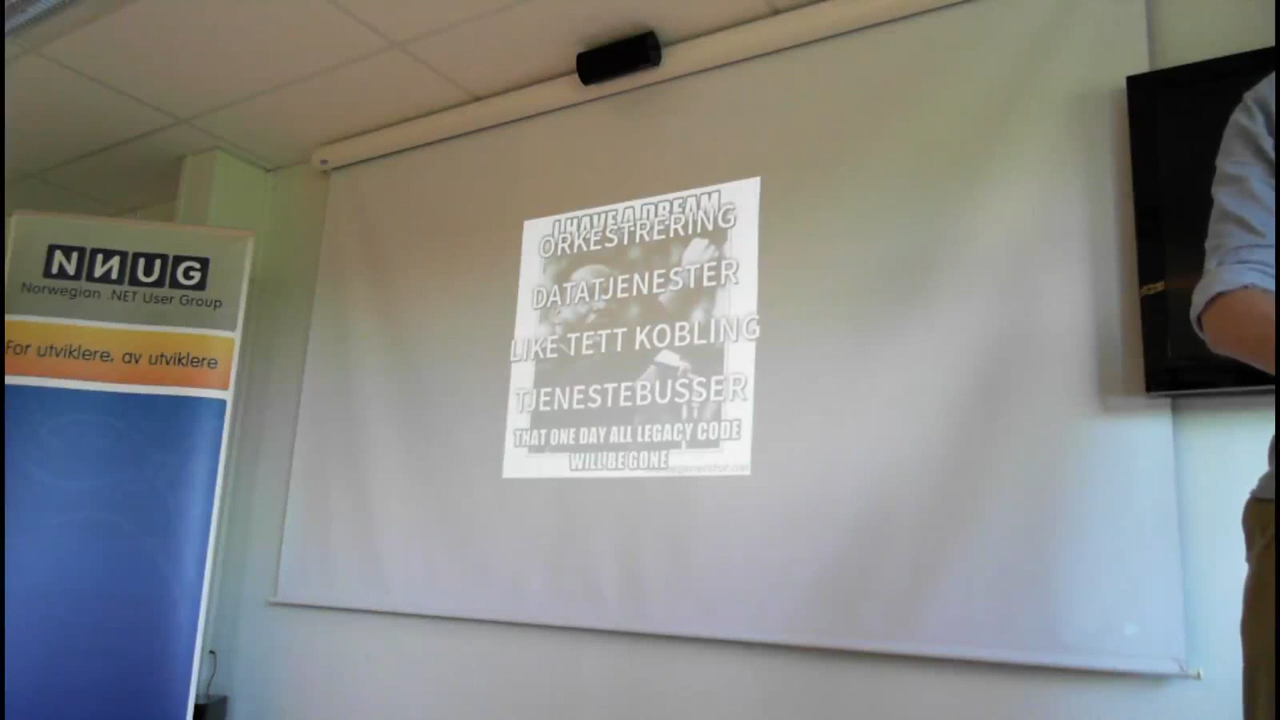 NNUG
Norwegian .NET User Group
For utviklere, av utviklere
I HAVE A DREAM
ORKESTRERING
DATATJENESTER
LIKE TETT KOBLING
TJENESTEBUSSER
THAT ONE DAY ALL LEGACY CODE
WILL BE GONE